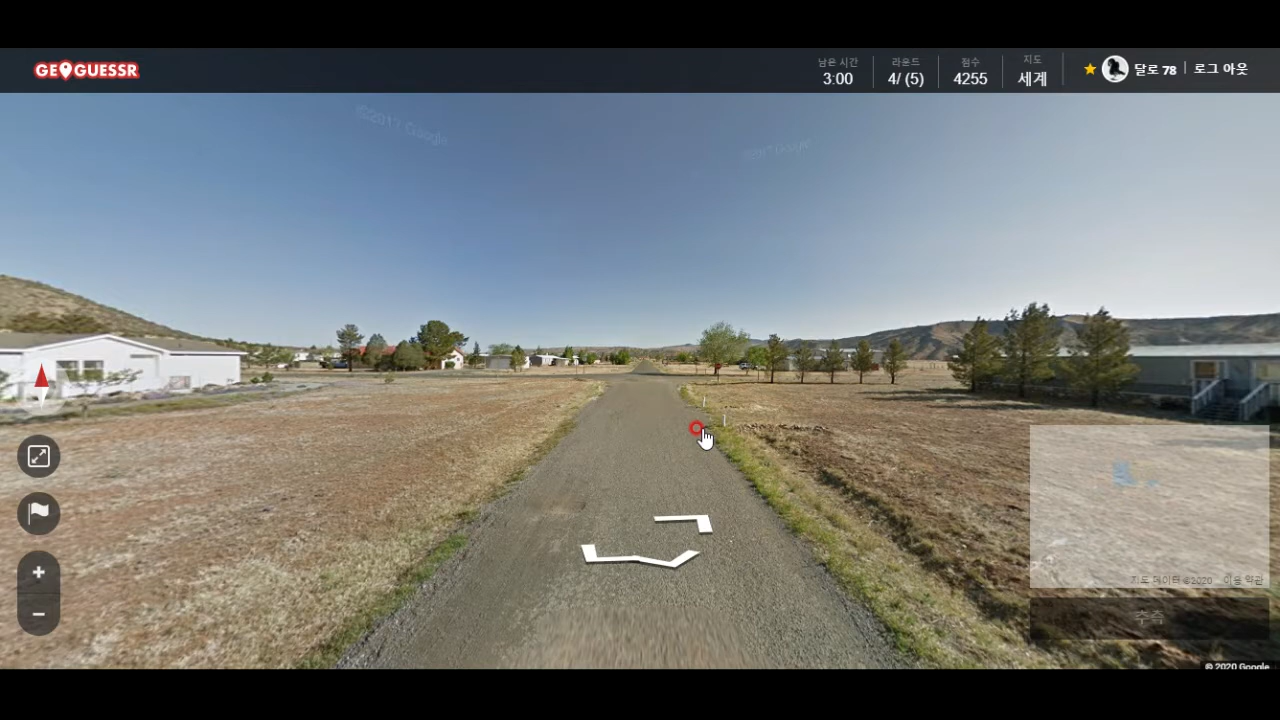 GEOGUESSR
남은 시간
3:00
라운드
4/ (5)
점수
4255
지도
세계
달로 78
로그 아웃
©2017 Google
지도 데이터 ©2020 이용 약관
추측
© 2020 Google